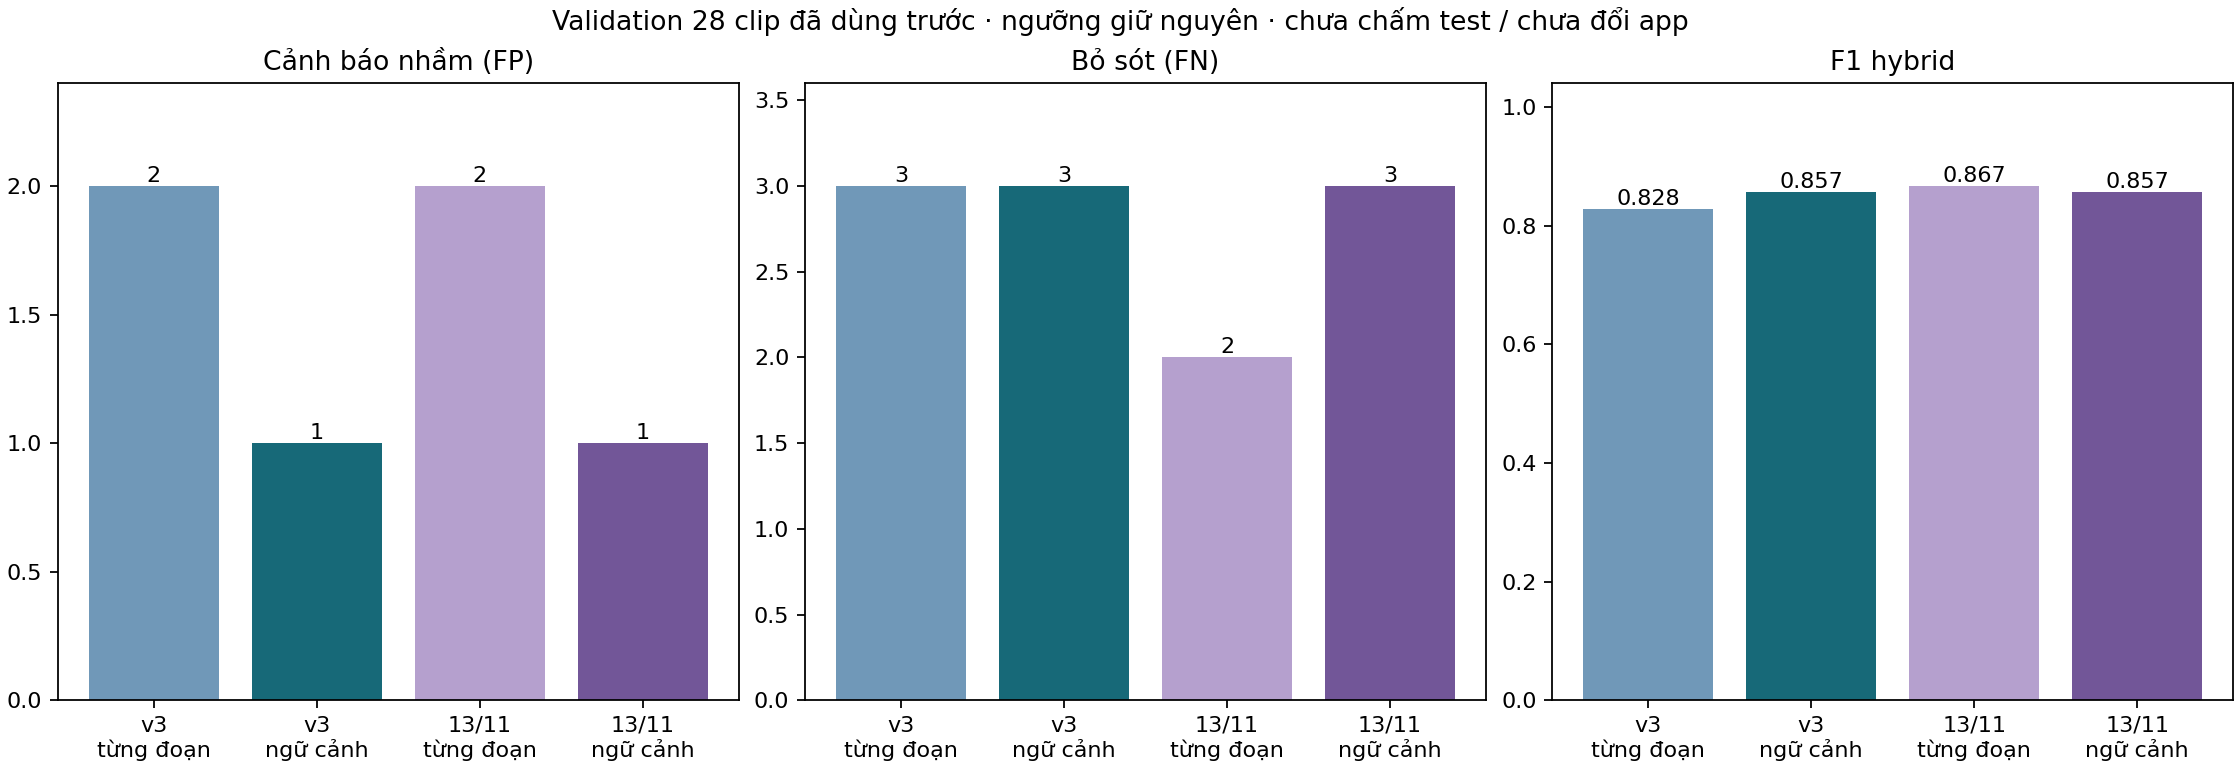 Validation 28 clip đã dùng trước · ngưỡng giữ nguyên · chưa chấm test / chưa đổi app
Cảnh báo nhầm (FP)
2.0
1.5
1.0
0.5
0.0
2
1
2
1
v3
từng đoạn
v3
ngữ cảnh
13/11
từng đoạn
13/11
ngữ cảnh
Bỏ sót (FN)
3.5
3.0
2.5
2.0
1.5
1.0
0.5
0.0
3
3
2
3
v3
từng đoạn
v3
ngữ cảnh
13/11
từng đoạn
13/11
ngữ cảnh
F1 hybrid
1.0
0.8
0.6
0.4
0.2
0.0
0.828
0.857
0.867
0.857
v3
từng đoạn
v3
ngữ cảnh
13/11
từng đoạn
13/11
ngữ cảnh